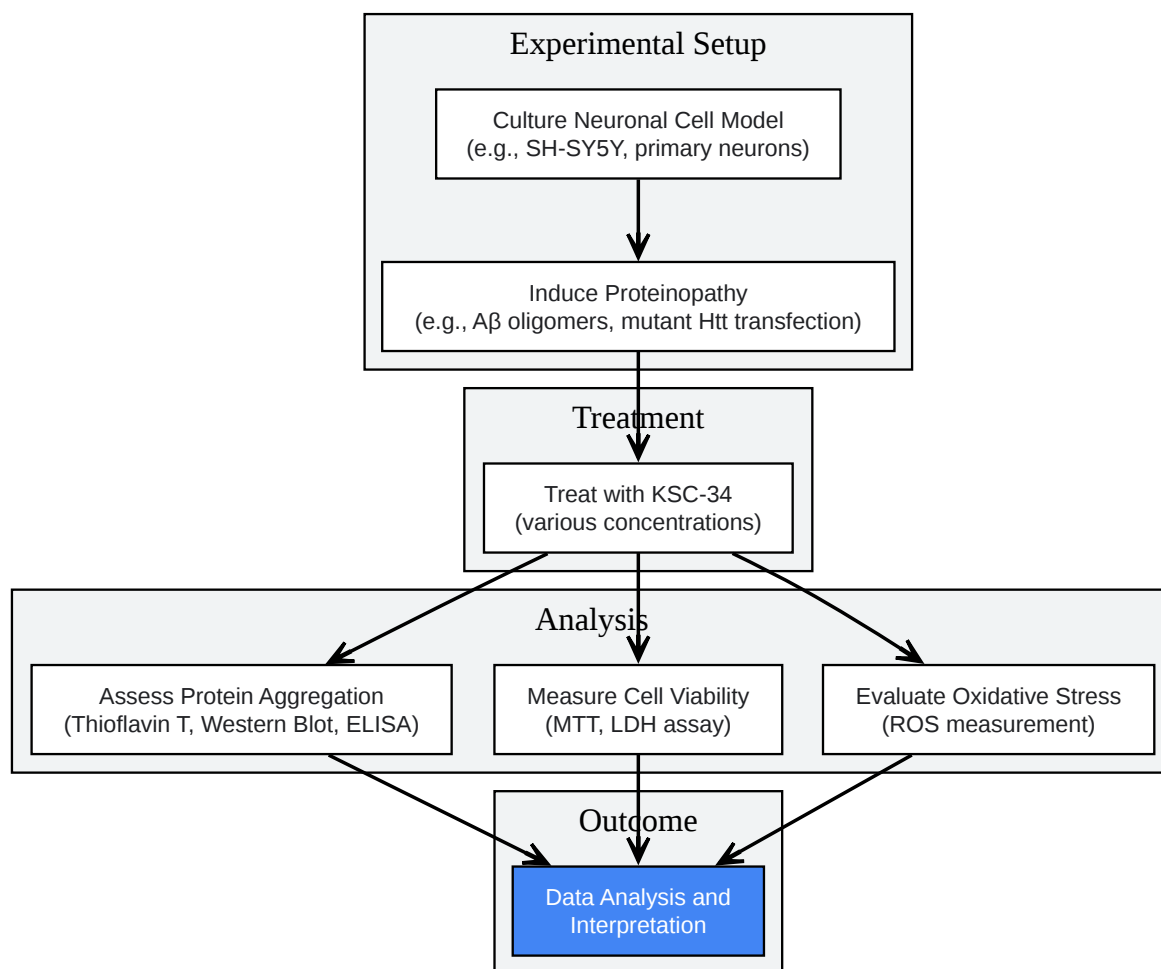 Experimental Setup
Culture Neuronal Cell Model
(e.g., SH-SY5Y, primary neurons)
Induce Proteinopathy
(e.g., Aβ oligomers, mutant Htt transfection)
Treatment
Treat with KSC-34
(various concentrations)
Analysis
Assess Protein Aggregation
(Thioflavin T, Western Blot, ELISA)
Measure Cell Viability
(MTT, LDH assay)
Evaluate Oxidative Stress
(ROS measurement)
Outcome
Data Analysis and
Interpretation